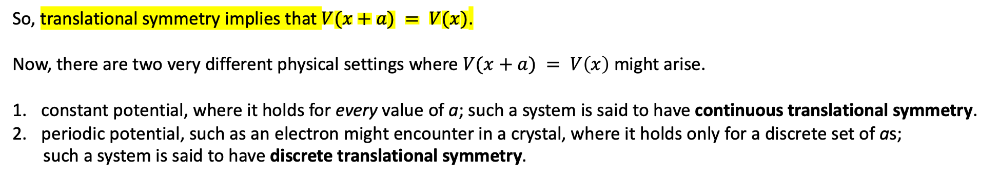 So, translational symmetry implies that V(x + a) = V(x).
Now, there are two very different physical settings where V(x + a) = V(x) might arise.
1. constant potential, where it holds for every value of a; such a system is said to have continuous translational symmetry.
2. periodic potential, such as an electron might encounter in a crystal, where it holds only for a discrete set of as;
such a system is said to have discrete translational symmetry.